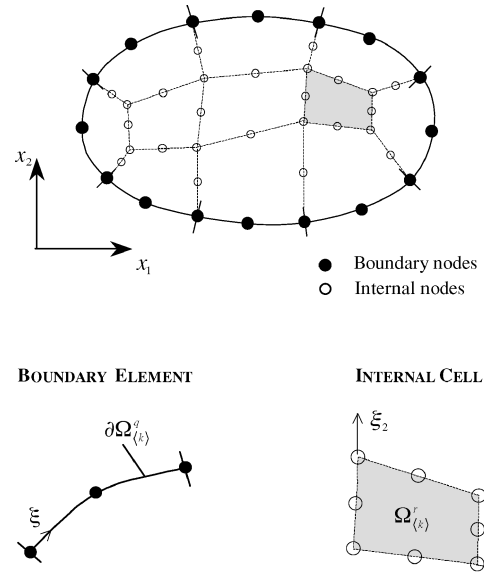 x₂
x₁
Boundary nodes
Internal nodes
BOUNDARY ELEMENT
INTERNAL CELL
∂Ω^q_⟨k⟩
ξ
ξ₂
Ω^r_⟨k⟩